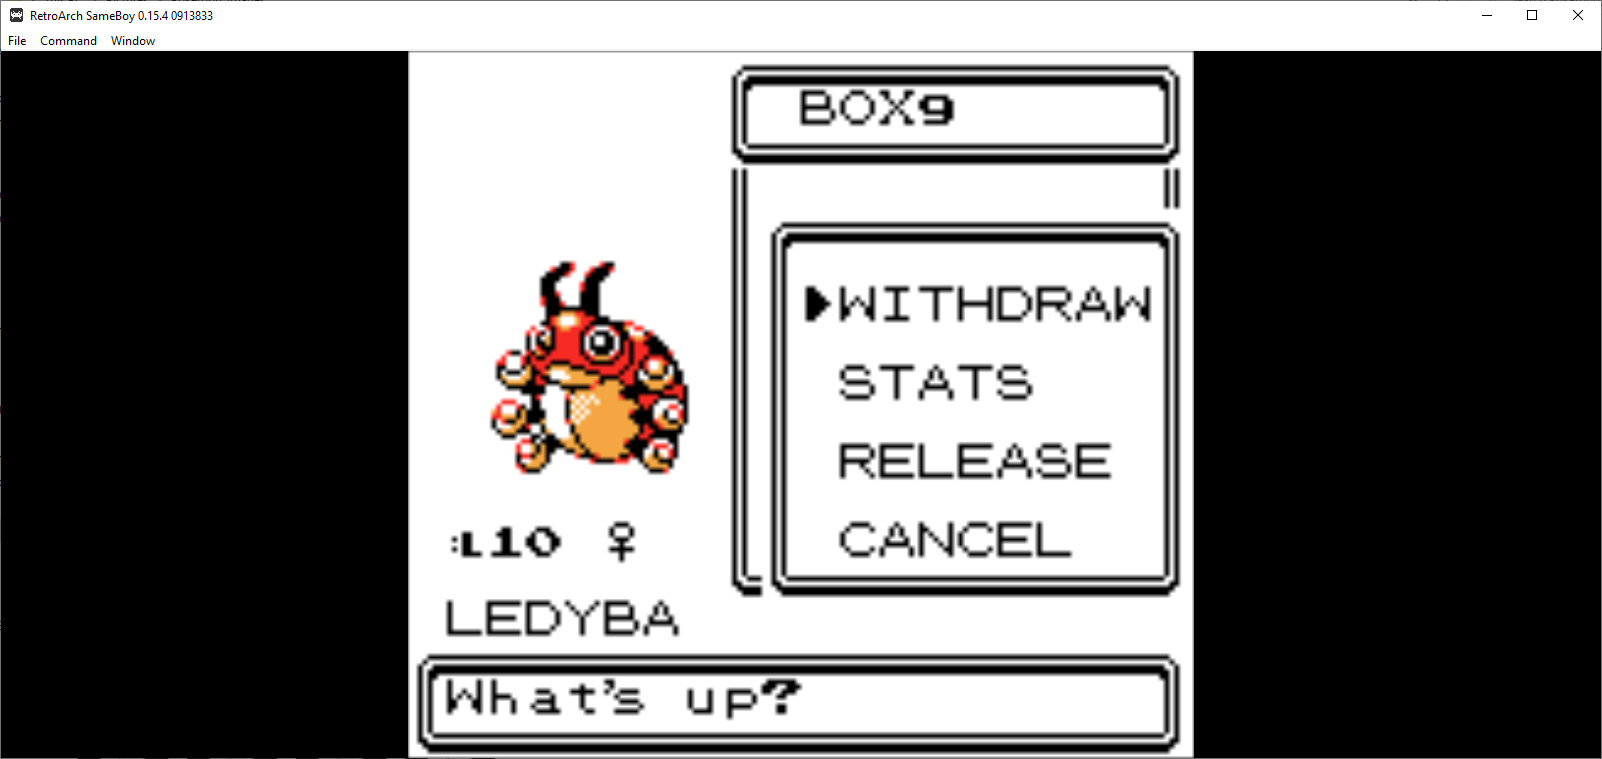 RetroArch SameBoy 0.15.4 0913833
File Command Window
BOX9
WITHDRAW
STATS
RELEASE
CANCEL
:L10 ♀
LEDYBA
What's up?